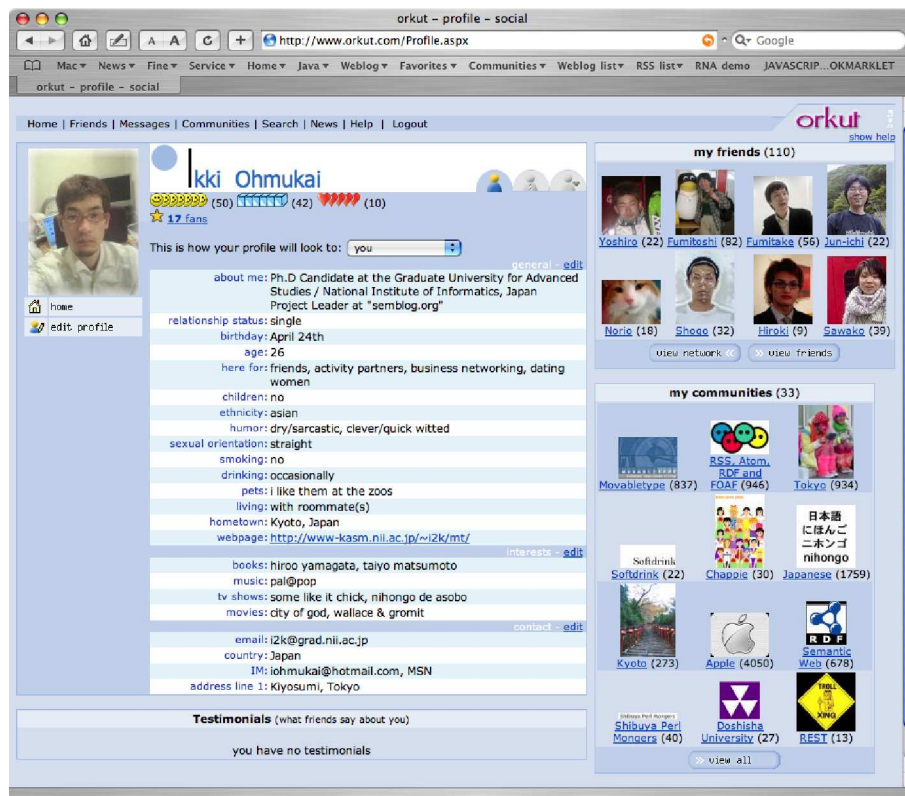 orkut – profile – social
A A C + http://www.orkut.com/Profile.aspx Google
Mac News Fine Service Home Java Weblog Favorites Communities Weblog list RSS list RNA demo JAVASCRIP...OKMARKLET
orkut – profile – social
Home | Friends | Messages | Communities | Search | News | Help | Logout
orkut
beta
show help
Ikki Ohmukai
(50) (42) (10)
17 fans
This is how your profile will look to: you
general - edit
about me: Ph.D Candidate at the Graduate University for Advanced
Studies / National Institute of Informatics, Japan
Project Leader at "semblog.org"
relationship status: single
birthday: April 24th
age: 26
here for: friends, activity partners, business networking, dating
women
children: no
ethnicity: asian
humor: dry/sarcastic, clever/quick witted
sexual orientation: straight
smoking: no
drinking: occasionally
pets: i like them at the zoos
living: with roommate(s)
hometown: Kyoto, Japan
webpage: http://www-kasm.nii.ac.jp/~i2k/mt/
interests - edit
books: hiroo yamagata, taiyo matsumoto
music: pal@pop
tv shows: some like it chick, nihongo de asobo
movies: city of god, wallace & gromit
contact - edit
email: i2k@grad.nii.ac.jp
country: Japan
IM: iohmukai@hotmail.com, MSN
address line 1: Kiyosumi, Tokyo
home
edit profile
Testimonials (what friends say about you)
you have no testimonials
my friends (110)
Yoshiro (22) Fumitoshi (82) Fumitake (56) Jun-ichi (22)
Norio (18) Shogo (32) Hiroki (9) Sawako (39)
view network view friends
my communities (33)
Movabletype (837)
RSS, Atom,
RDF and
FOAF (946)
Tokyo (934)
Softdrink
Softdrink (22)
Chappie (30)
日本語
にほんご
ニホンゴ
nihongo
Japanese (1759)
Kyoto (273)
Apple (4050)
RDF
Semantic
Web (678)
Shibuya Perl Mongers
Shibuya Perl
Mongers (40)
Doshisha
University (27)
TROLL
XING
REST (13)
view all